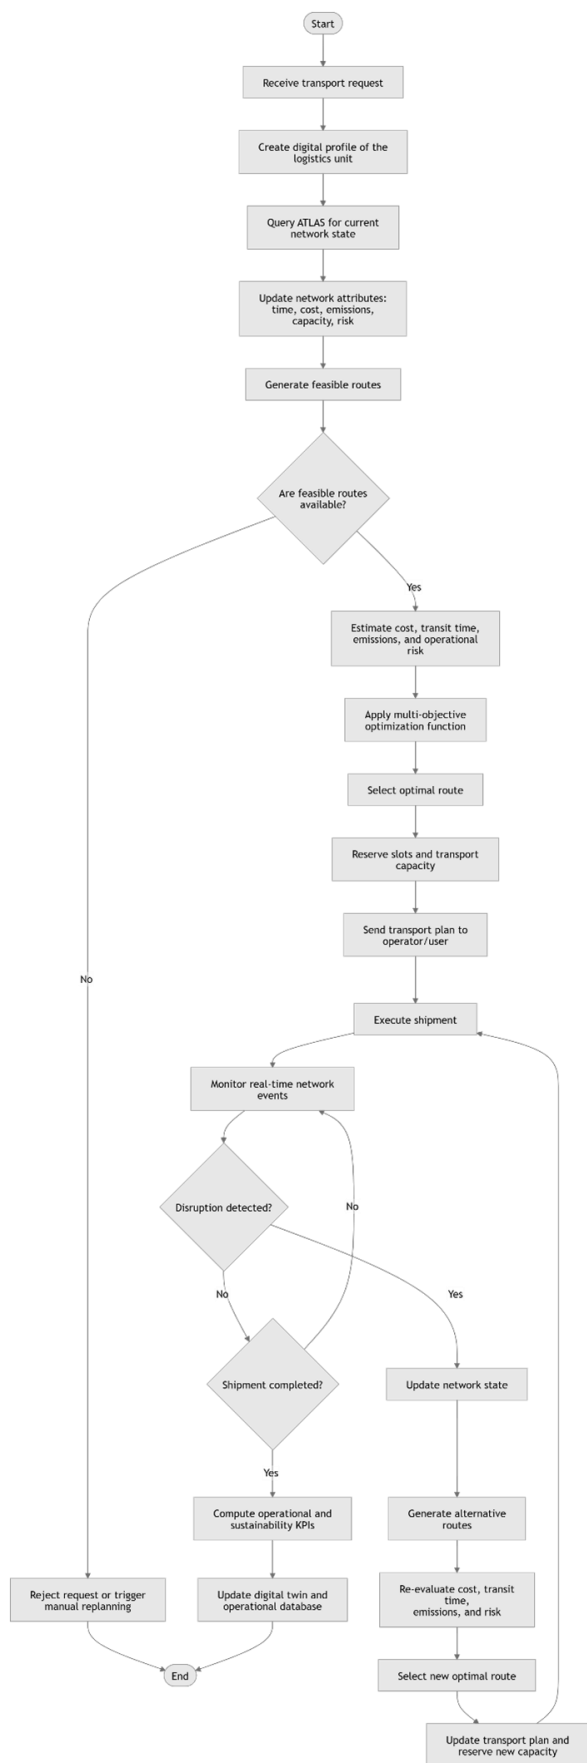 Start
Receive transport request
Create digital profile of the
logistics unit
Query ATLAS for current
network state
Update network attributes:
time, cost, emissions,
capacity, risk
Generate feasible routes
Are feasible routes
available?
Yes
Estimate cost, transit time,
emissions, and operational
risk
Apply multi-objective
optimization function
Select optimal route
Reserve slots and transport
capacity
Send transport plan to
operator/user
No
Execute shipment
Monitor real-time network
events
Disruption detected?
No
No
Yes
Shipment completed?
Update network state
Yes
Compute operational and
sustainability KPIs
Generate alternative
routes
Reject request or trigger
manual replanning
Update digital twin and
operational database
Re-evaluate cost, transit
time,
emissions, and risk
End
Select new optimal route
Update transport plan and
reserve new capacity